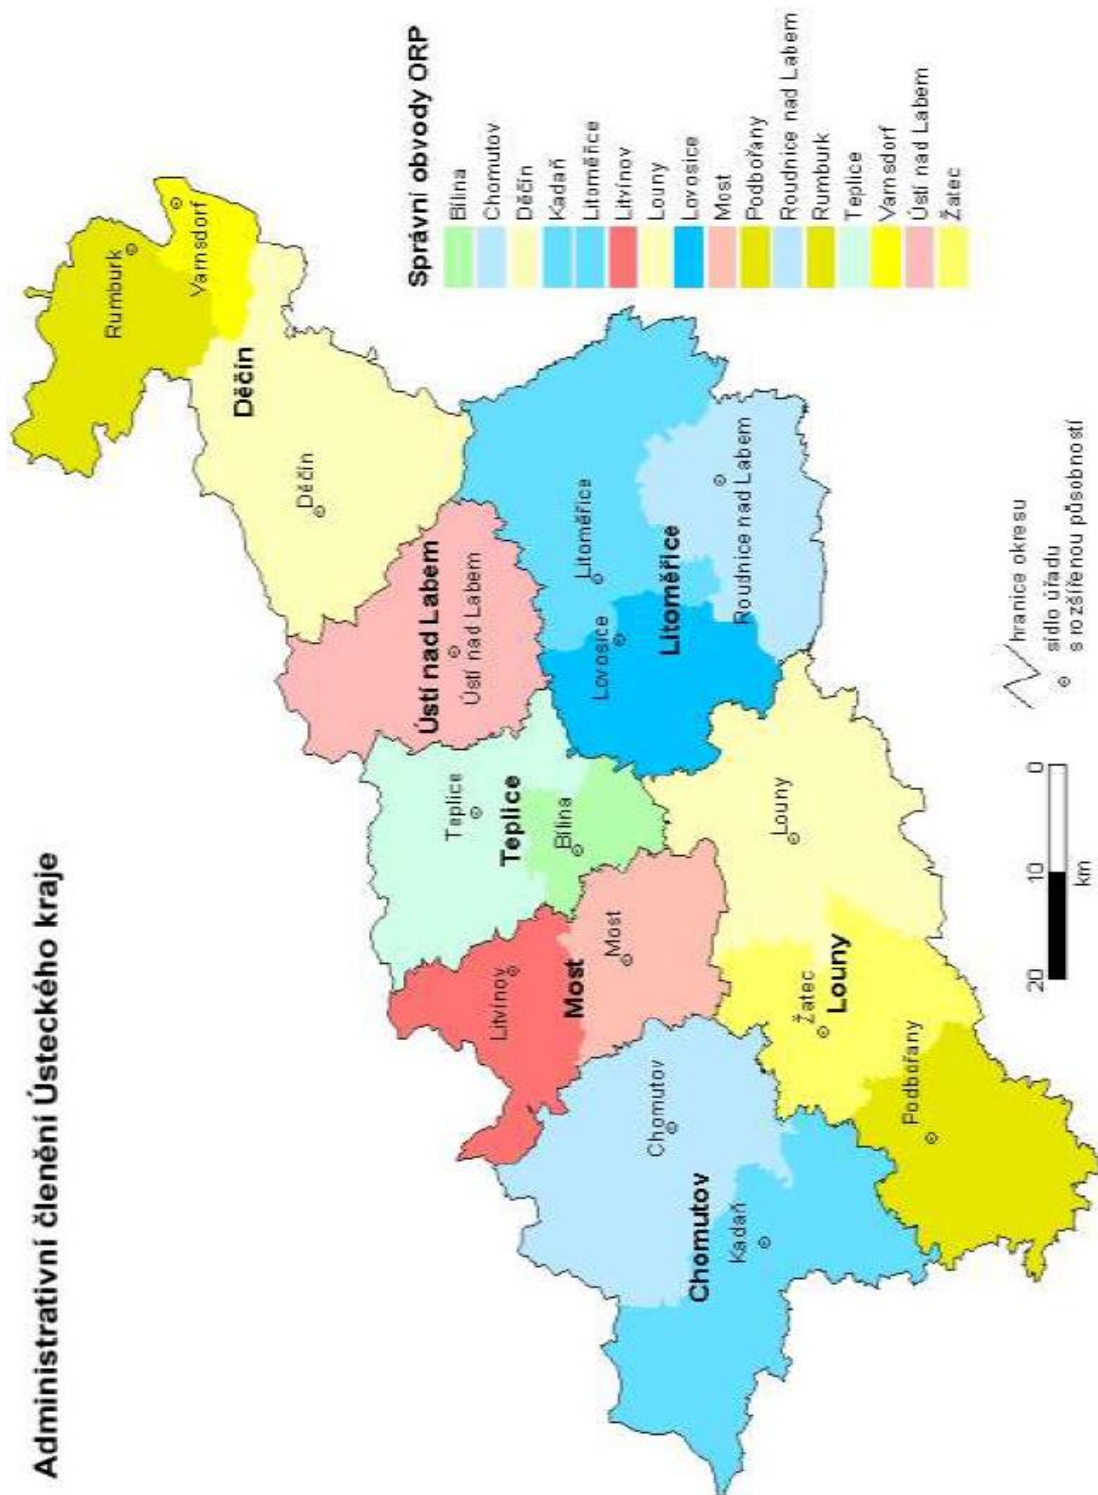 Administrativní členění Ústeckého kraje
Rumburk
Varnsdorf
Děčín
Děčín
Ústí nad Labem
Ústí nad Labem
Teplice
Teplice
Bílina
Litvínov
Most
Most
Litoměřice
Lovosice
Litoměřice
Roudnice nad Labem
Chomutov
Chomutov
Kadaň
Louny
Žatec
Louny
Podbořany
Správní obvody ORP
Bílina
Chomutov
Děčín
Kadaň
Litoměřice
Litvínov
Louny
Lovosice
Most
Podbořany
Roudnice nad Labem
Rumburk
Teplice
Varnsdorf
Ústí nad Labem
Žatec
20 10 0
km
hranice okresu
sídlo úřadu
s rozšířenou působností